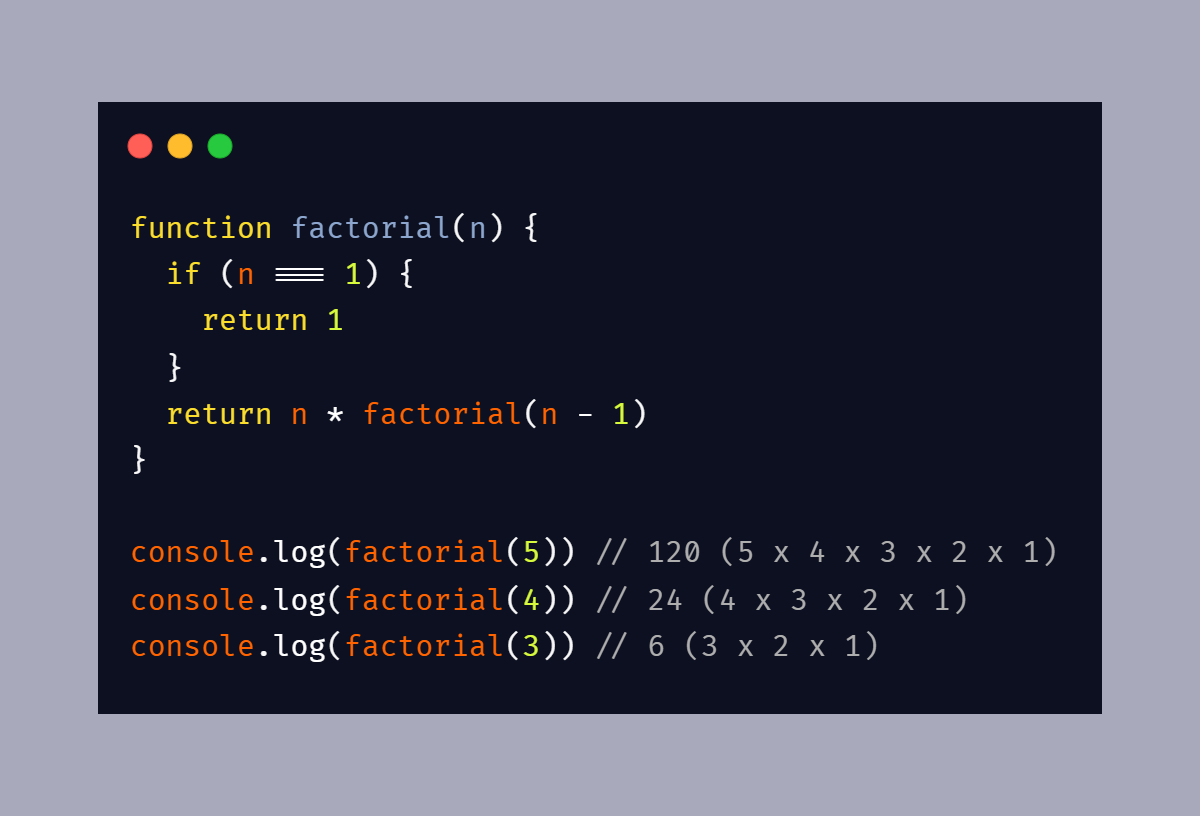 function factorial(n) {
  if (n === 1) {
    return 1
  }
  return n * factorial(n - 1)
}
console.log(factorial(5)) // 120 (5 x 4 x 3 x 2 x 1)
console.log(factorial(4)) // 24 (4 x 3 x 2 x 1)
console.log(factorial(3)) // 6 (3 x 2 x 1)